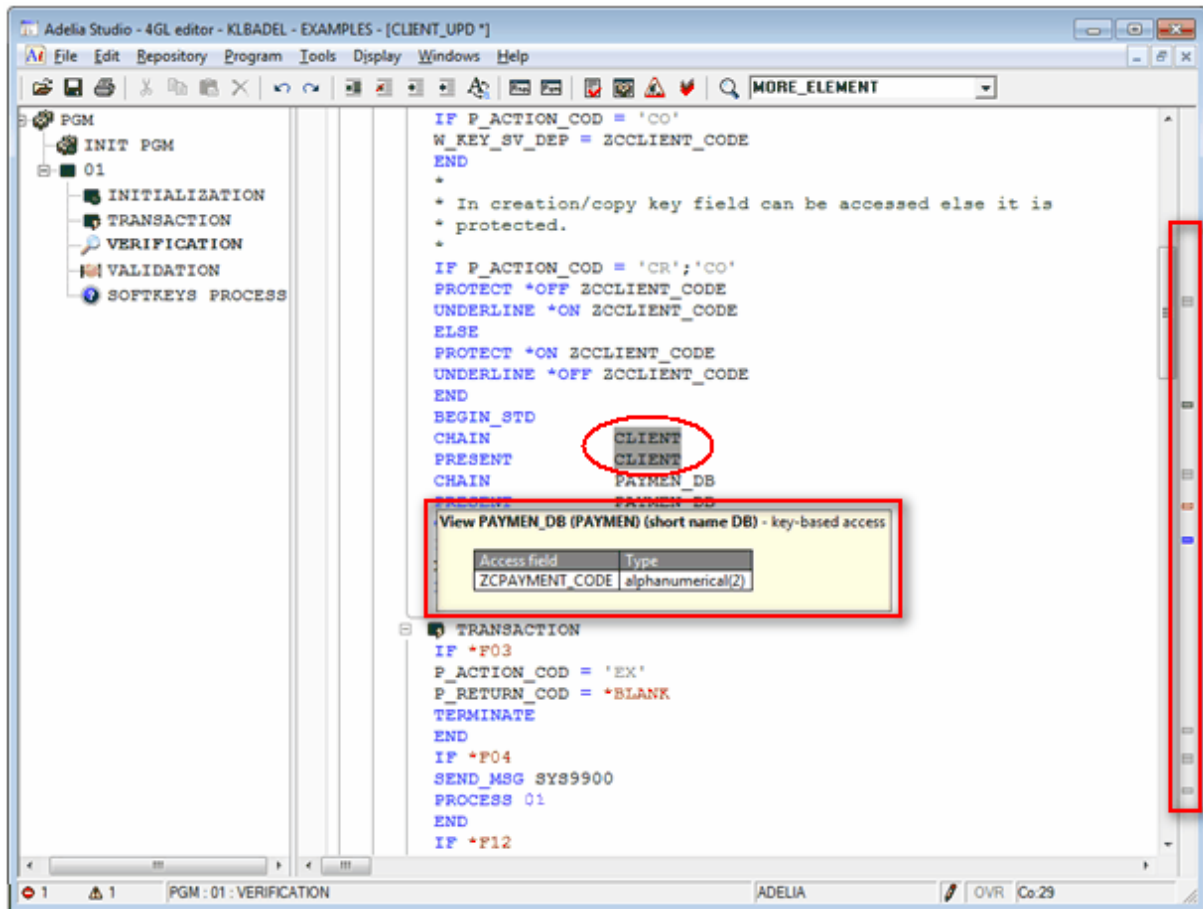 Adelia Studio - 4GL editor - KLBADEL - EXAMPLES - [CLIENT_UPD *]
File Edit Repository Program Tools Display Windows Help
MORE_ELEMENT
PGM
INIT PGM
01
INITIALIZATION
TRANSACTION
VERIFICATION
VALIDATION
SOFTKEYS PROCESS
IF P_ACTION_COD = 'CO'
W_KEY_SV_DEP = ZCCLIENT_CODE
END
*
* In creation/copy key field can be accessed else it is
* protected.
*
IF P_ACTION_COD = 'CR';'CO'
PROTECT *OFF ZCCLIENT_CODE
UNDERLINE *ON ZCCLIENT_CODE
ELSE
PROTECT *ON ZCCLIENT_CODE
UNDERLINE *OFF ZCCLIENT_CODE
END
BEGIN_STD
CHAIN CLIENT
PRESENT CLIENT
CHAIN PAYMEN_DB
PRESENT PAYMEN_DB
View PAYMEN_DB (PAYMEN) (short name DB) - key-based access
Access field Type
ZCPAYMENT_CODE alphanumerical(2)
TRANSACTION
IF *F03
P_ACTION_COD = 'EX'
P_RETURN_COD = *BLANK
TERMINATE
END
IF *F04
SEND_MSG SYS9900
PROCESS 01
END
IF *F12
1 1 PGM : 01 : VERIFICATION ADELIA OVR Co:29